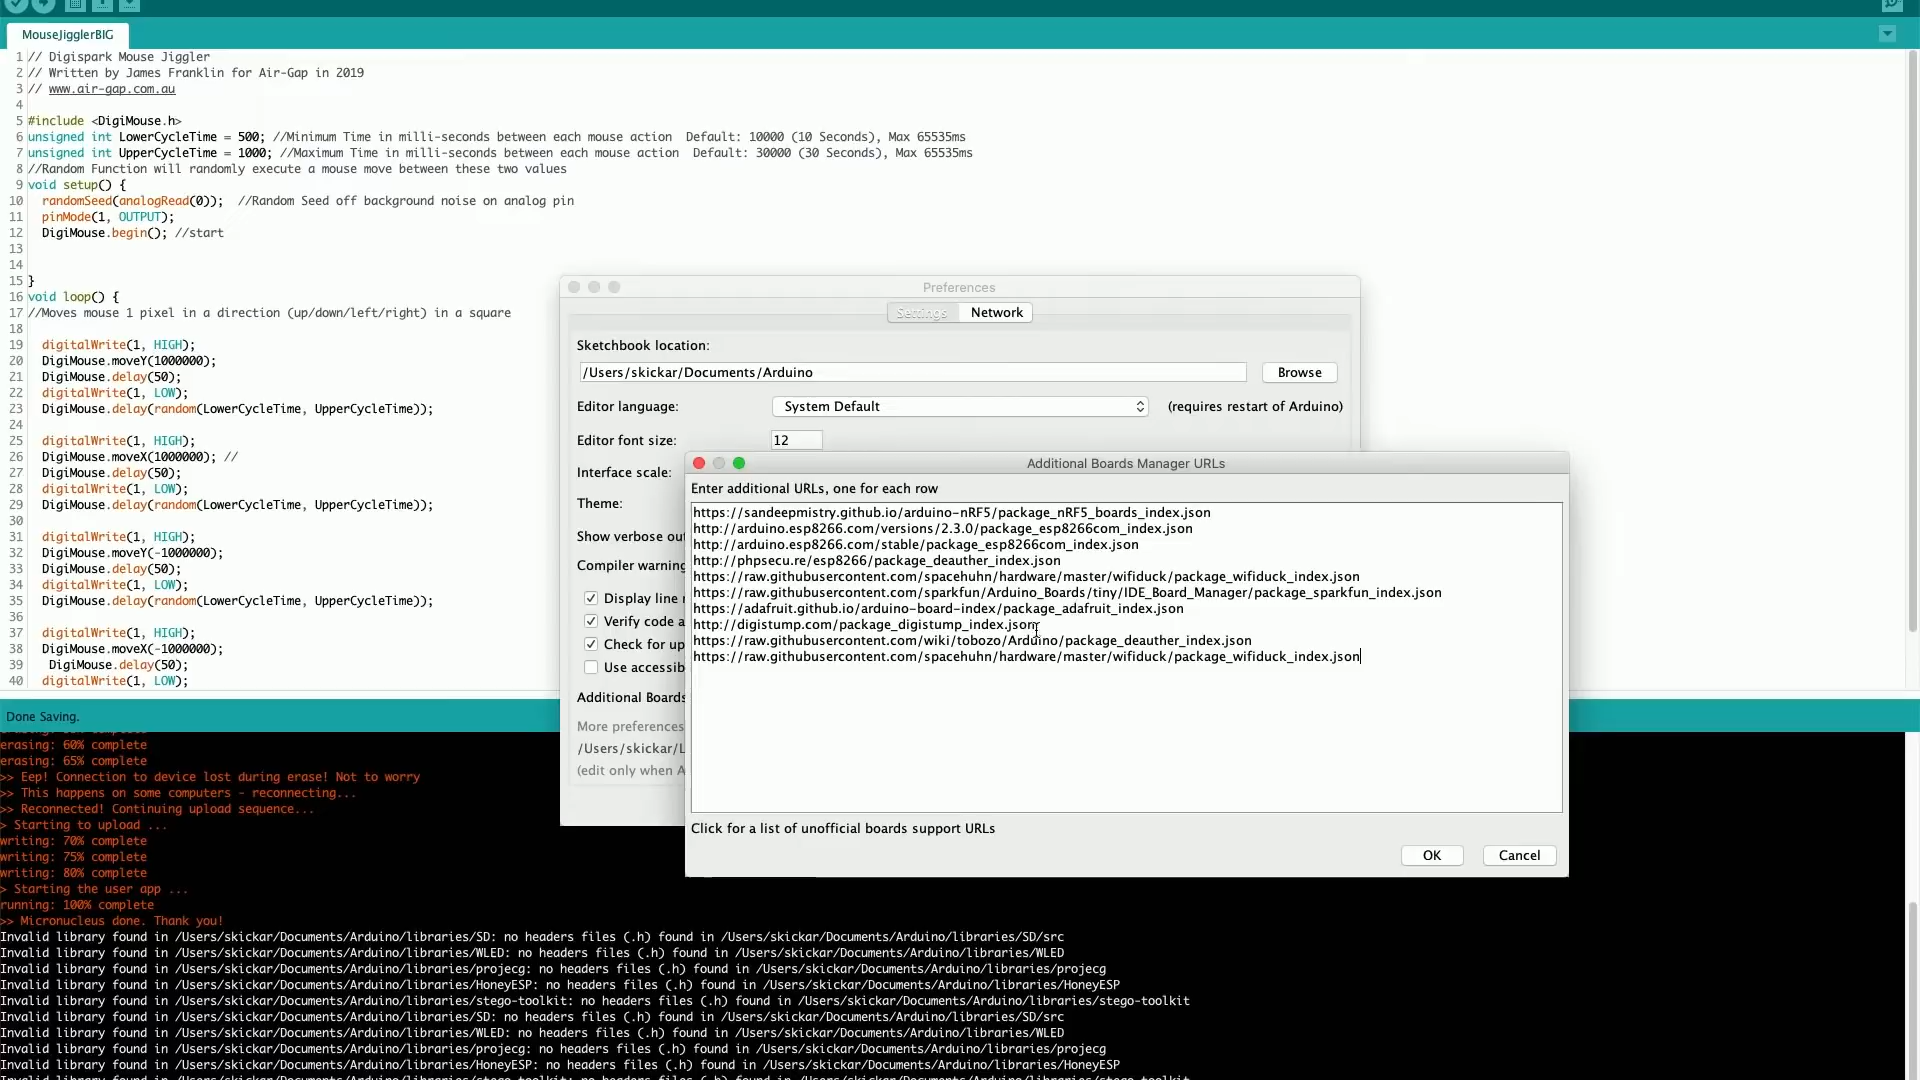 MouseJigglerBIG
1 // Digispark Mouse Jiggler
2 // Written by James Franklin for Air-Gap in 2019
3 // www.air-gap.com.au
4
5 #include <DigiMouse.h>
6 unsigned int LowerCycleTime = 500; //Minimum Time in milli-seconds between each mouse action  Default: 10000 (10 Seconds), Max 65535ms
7 unsigned int UpperCycleTime = 1000; //Maximum Time in milli-seconds between each mouse action  Default: 30000 (30 Seconds), Max 65535ms
8 //Random Function will randomly execute a mouse move between these two values
9 void setup() {
10   randomSeed(analogRead(0));  //Random Seed off background noise on analog pin
11   pinMode(1, OUTPUT);
12   DigiMouse.begin(); //start
13
14
15 }
16 void loop() {
17 //Moves mouse 1 pixel in a direction (up/down/left/right) in a square
18
19   digitalWrite(1, HIGH);
20   DigiMouse.moveY(1000000);
21   DigiMouse.delay(50);
22   digitalWrite(1, LOW);
23   DigiMouse.delay(random(LowerCycleTime, UpperCycleTime));
24
25   digitalWrite(1, HIGH);
26   DigiMouse.moveX(1000000); //
27   DigiMouse.delay(50);
28   digitalWrite(1, LOW);
29   DigiMouse.delay(random(LowerCycleTime, UpperCycleTime));
30
31   digitalWrite(1, HIGH);
32   DigiMouse.moveY(-1000000);
33   DigiMouse.delay(50);
34   digitalWrite(1, LOW);
35   DigiMouse.delay(random(LowerCycleTime, UpperCycleTime));
36
37   digitalWrite(1, HIGH);
38   DigiMouse.moveX(-1000000);
39    DigiMouse.delay(50);
40   digitalWrite(1, LOW);
Preferences
Settings Network
Sketchbook location:
/Users/skickar/Documents/Arduino Browse
Editor language: System Default (requires restart of Arduino)
Editor font size: 12
Interface scale:
Theme:
Show verbose ou
Compiler warning
Display line
Verify code a
Check for up
Use accessib
Additional Boards
More preferences
/Users/skickar/L
(edit only when A
Additional Boards Manager URLs
Enter additional URLs, one for each row
https://sandeepmistry.github.io/arduino-nRF5/package_nRF5_boards_index.json
http://arduino.esp8266.com/versions/2.3.0/package_esp8266com_index.json
http://arduino.esp8266.com/stable/package_esp8266com_index.json
http://phpsecu.re/esp8266/package_deauther_index.json
https://raw.githubusercontent.com/spacehuhn/hardware/master/wifiduck/package_wifiduck_index.json
https://raw.githubusercontent.com/sparkfun/Arduino_Boards/tiny/IDE_Board_Manager/package_sparkfun_index.json
https://adafruit.github.io/arduino-board-index/package_adafruit_index.json
http://digistump.com/package_digistump_index.json
https://raw.githubusercontent.com/wiki/tobozo/Arduino/package_deauther_index.json
https://raw.githubusercontent.com/spacehuhn/hardware/master/wifiduck/package_wifiduck_index.json
Click for a list of unofficial boards support URLs
OK Cancel
Done Saving.
erasing: 60% complete
erasing: 65% complete
>> Eep! Connection to device lost during erase! Not to worry
>> This happens on some computers - reconnecting...
>> Reconnected! Continuing upload sequence...
> Starting to upload ...
writing: 70% complete
writing: 75% complete
writing: 80% complete
> Starting the user app ...
running: 100% complete
>> Micronucleus done. Thank you!
Invalid library found in /Users/skickar/Documents/Arduino/libraries/SD: no headers files (.h) found in /Users/skickar/Documents/Arduino/libraries/SD/src
Invalid library found in /Users/skickar/Documents/Arduino/libraries/WLED: no headers files (.h) found in /Users/skickar/Documents/Arduino/libraries/WLED
Invalid library found in /Users/skickar/Documents/Arduino/libraries/projecg: no headers files (.h) found in /Users/skickar/Documents/Arduino/libraries/projecg
Invalid library found in /Users/skickar/Documents/Arduino/libraries/HoneyESP: no headers files (.h) found in /Users/skickar/Documents/Arduino/libraries/HoneyESP
Invalid library found in /Users/skickar/Documents/Arduino/libraries/stego-toolkit: no headers files (.h) found in /Users/skickar/Documents/Arduino/libraries/stego-toolkit
Invalid library found in /Users/skickar/Documents/Arduino/libraries/SD: no headers files (.h) found in /Users/skickar/Documents/Arduino/libraries/SD/src
Invalid library found in /Users/skickar/Documents/Arduino/libraries/WLED: no headers files (.h) found in /Users/skickar/Documents/Arduino/libraries/WLED
Invalid library found in /Users/skickar/Documents/Arduino/libraries/projecg: no headers files (.h) found in /Users/skickar/Documents/Arduino/libraries/projecg
Invalid library found in /Users/skickar/Documents/Arduino/libraries/HoneyESP: no headers files (.h) found in /Users/skickar/Documents/Arduino/libraries/HoneyESP